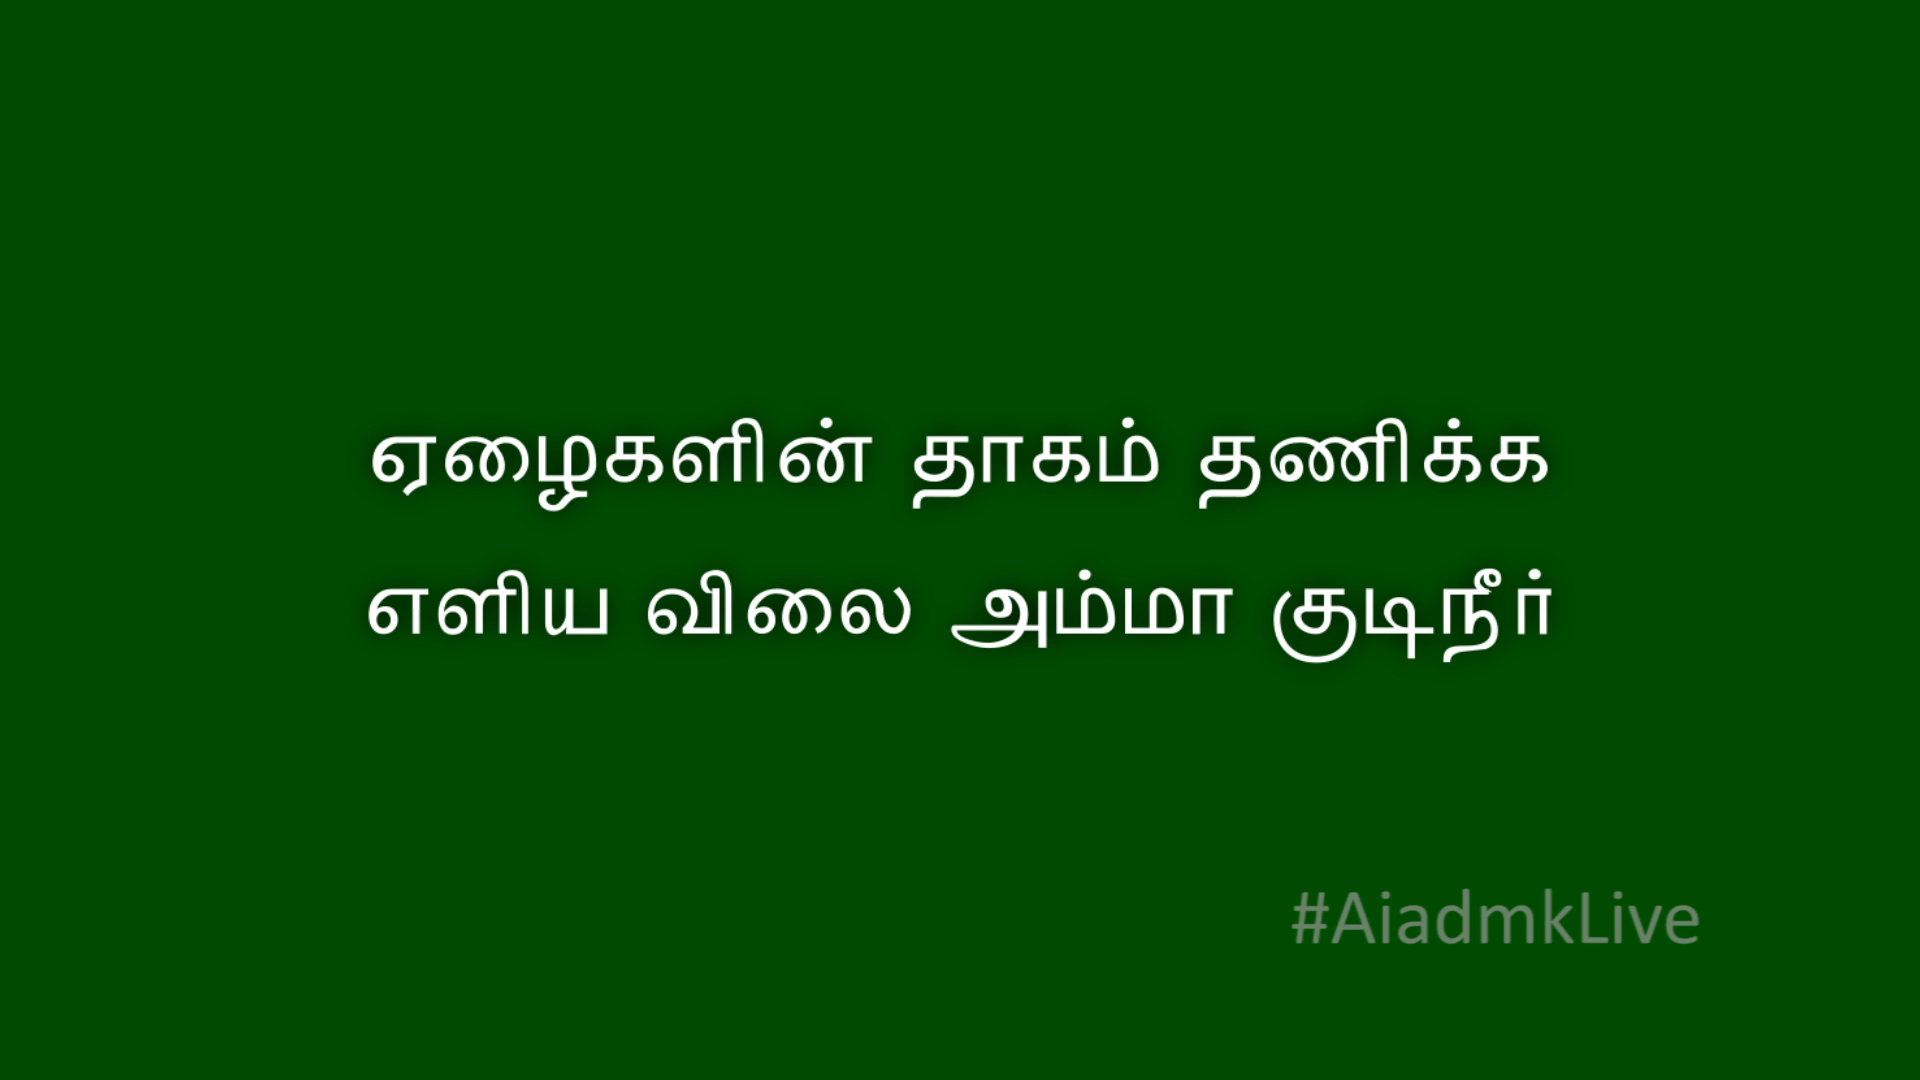 ஏழைகளின் தாகம் தணிக்க
எளிய விலை அம்மா குடிநீர்
#AiadmkLive